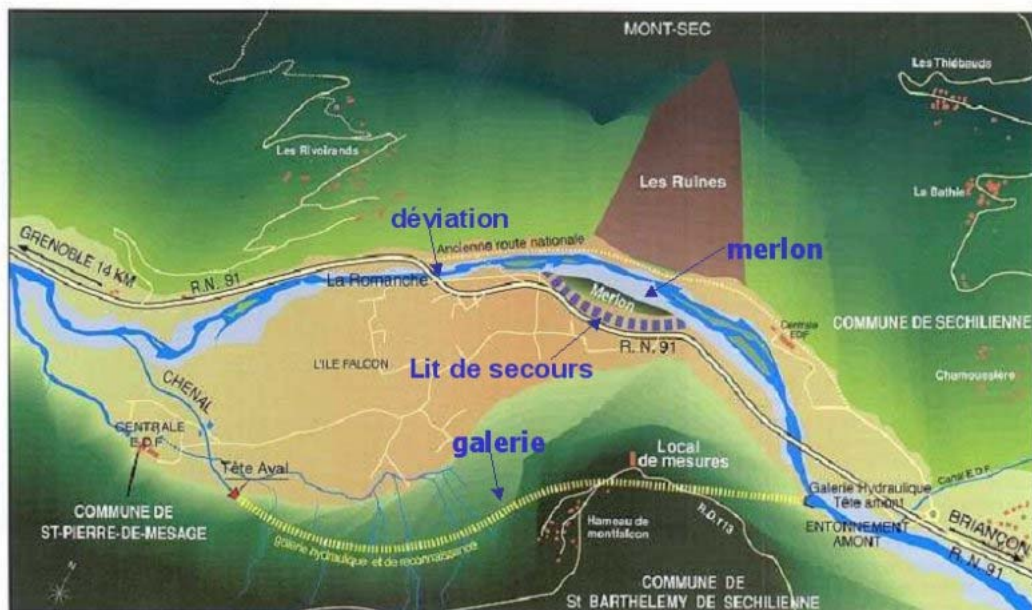 MONT-SEC
Les Thiébauds
Les Rivoirands
Les Ruines
La Bathie
déviation
Ancienne route nationale
merlon
GRENOBLE 14 KM
R.N. 91
La Romanche
Merlon
Centrale
EDF
COMMUNE DE SECHILIENNE
R. N. 91
L'ILE FALCON
Lit de secours
Chamoussière
CHENAL
CENTRALE
E.D.F
galerie
Local
de mesures
Tête Aval
Canal E.D.F
Galerie Hydraulique
Tête amont
COMMUNE DE
ST-PIERRE-DE-MESAGE
R.D.113
Hameau de
montfalcon
ENTONNEMENT
AMONT
BRIANÇON
R. N. 91
galerie hydraulique et de reconnaissance
N
COMMUNE DE
St BARTHELEMY DE SECHILIENNE